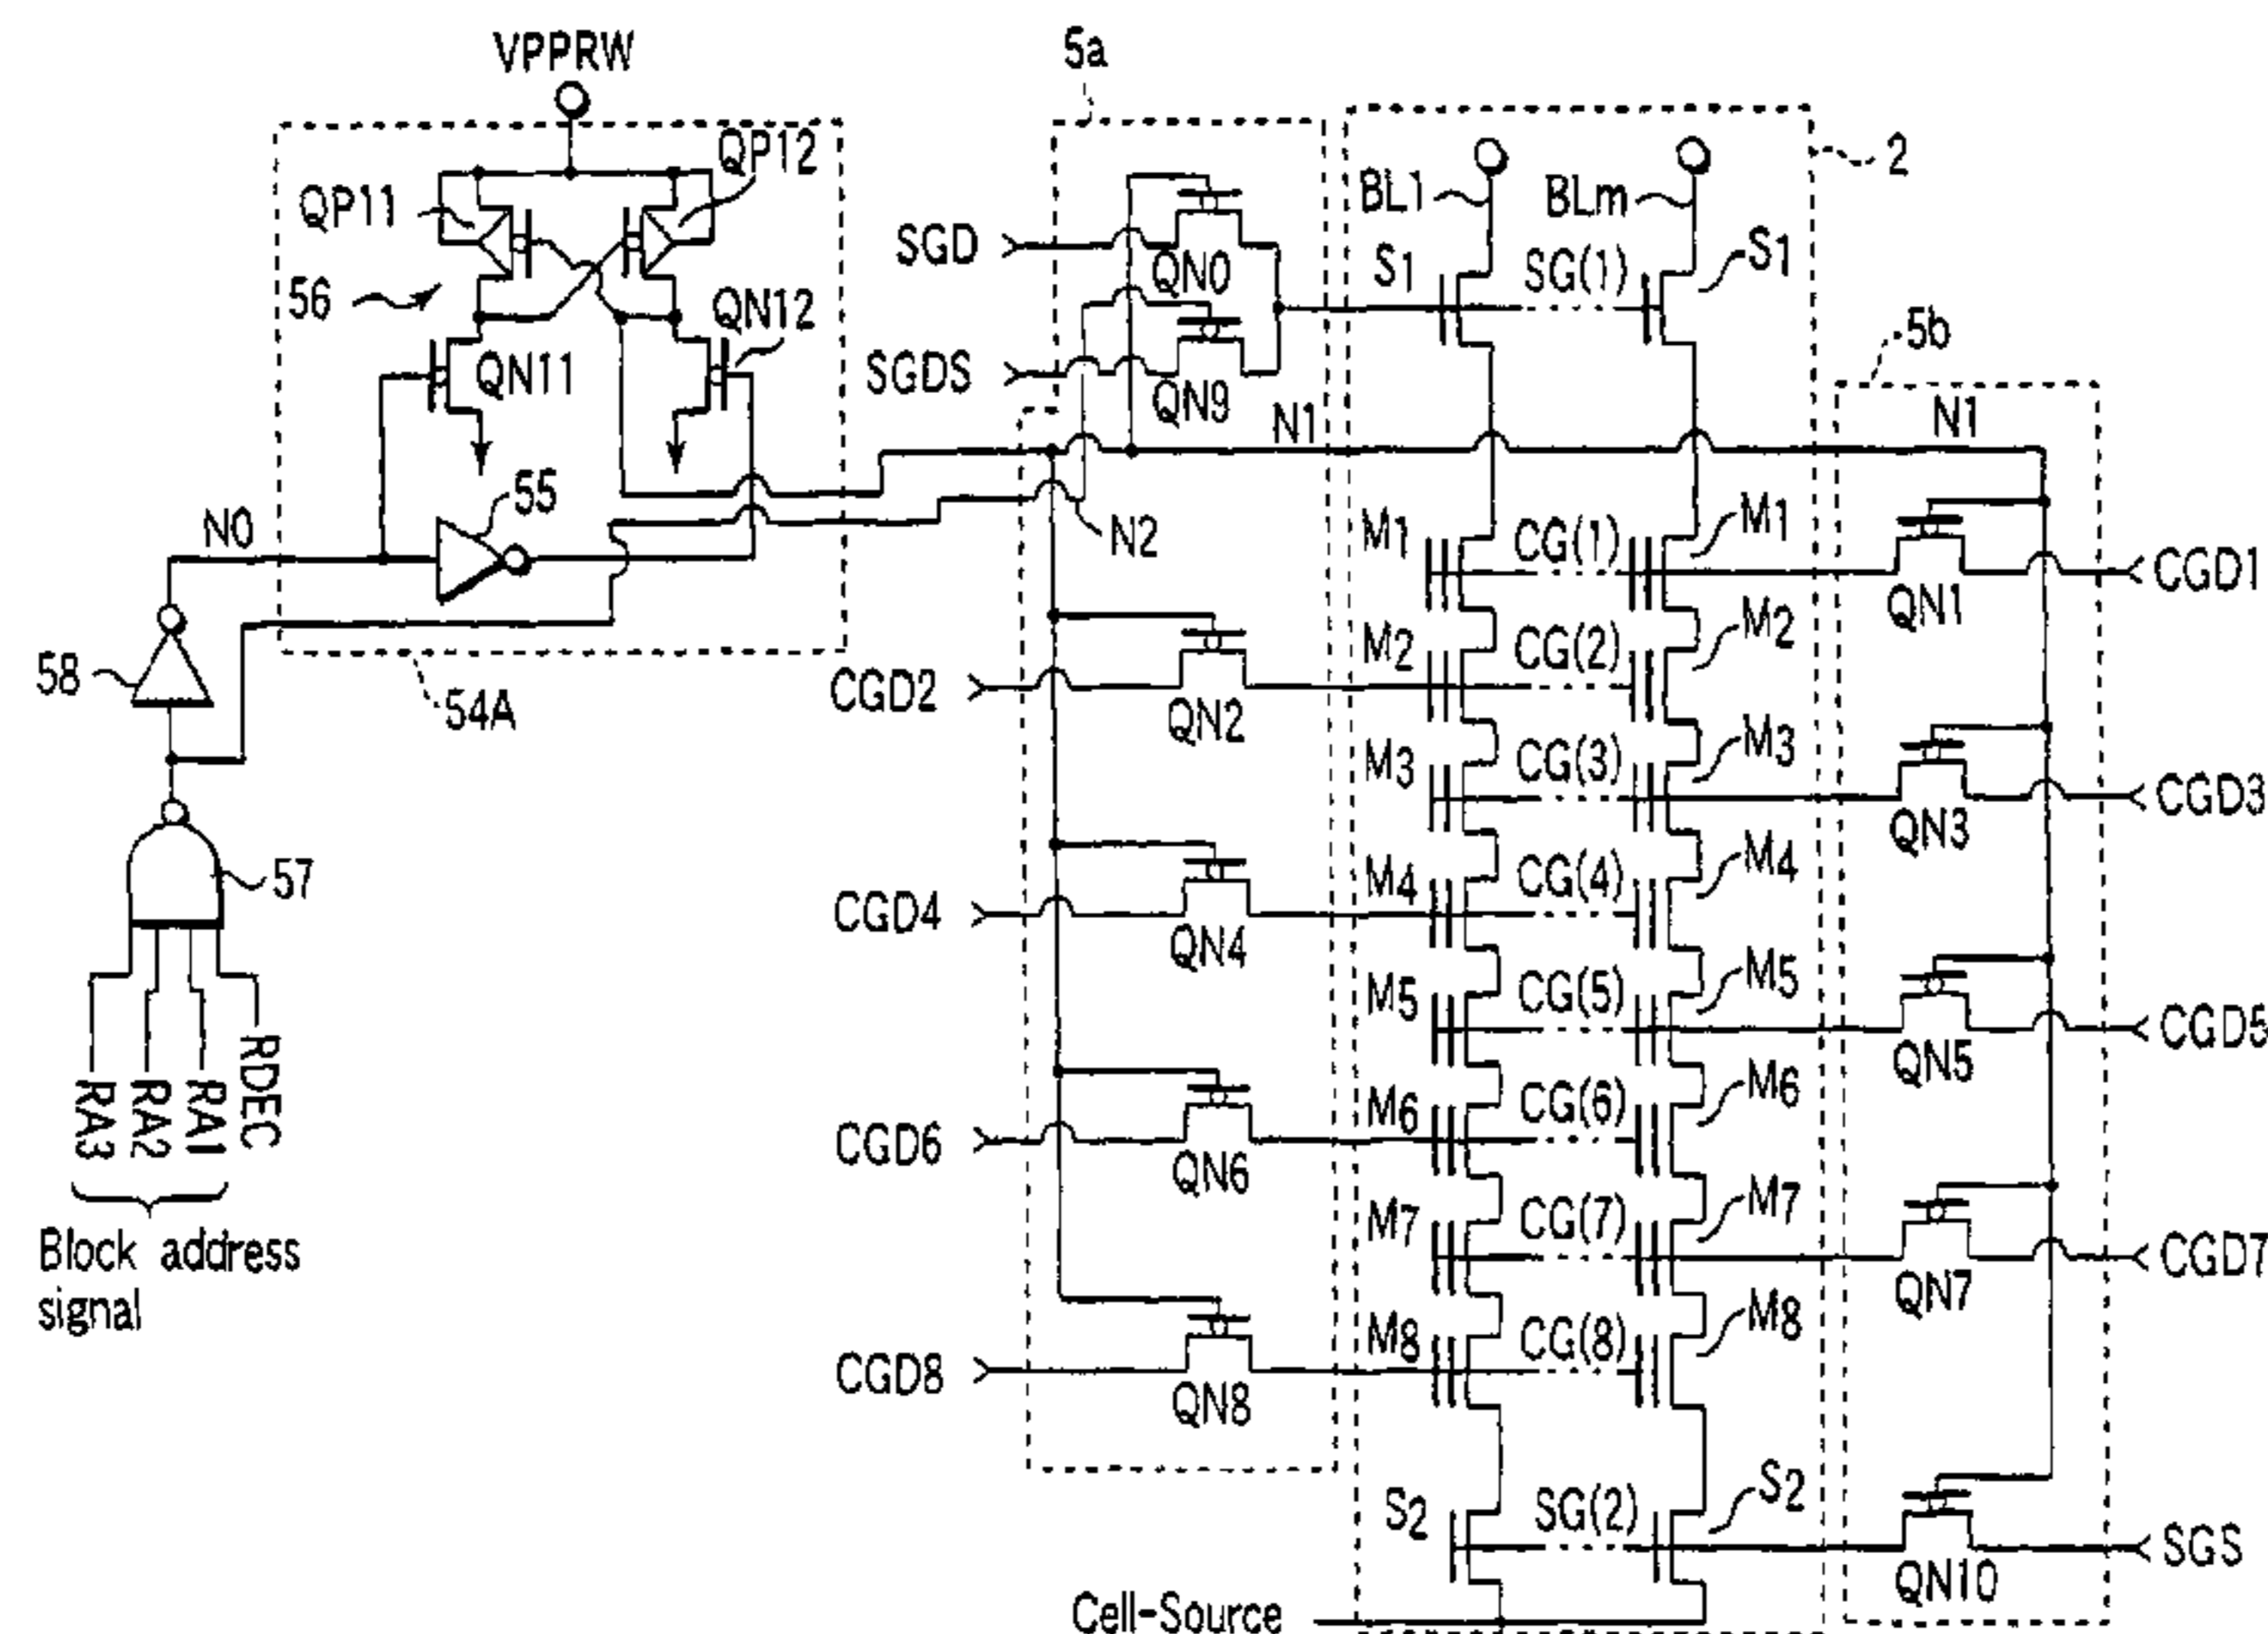 VPPRW
5a
QP12
2
QP11
BL1
BLm
SGD
QN0
S1
SG(1)
S1
56
QN12
5b
QN11
SGDS
QN9
N1
N1
55
N0
N2
M1
CG(1)
M1
CGD1
QN1
58
54A
M2
CG(2)
M2
CGD2
QN2
M3
CG(3)
M3
CGD3
QN3
57
M4
CG(4)
M4
CGD4
QN4
M5
CG(5)
M5
CGD5
QN5
RA3
RA2
RA1
RDEC
M6
CG(6)
M6
CGD6
QN6
Block address
signal
M7
CG(7)
M7
CGD7
QN7
M8
CG(8)
M8
CGD8
QN8
S2
SG(2)
S2
SGS
QN10
Cell-Source